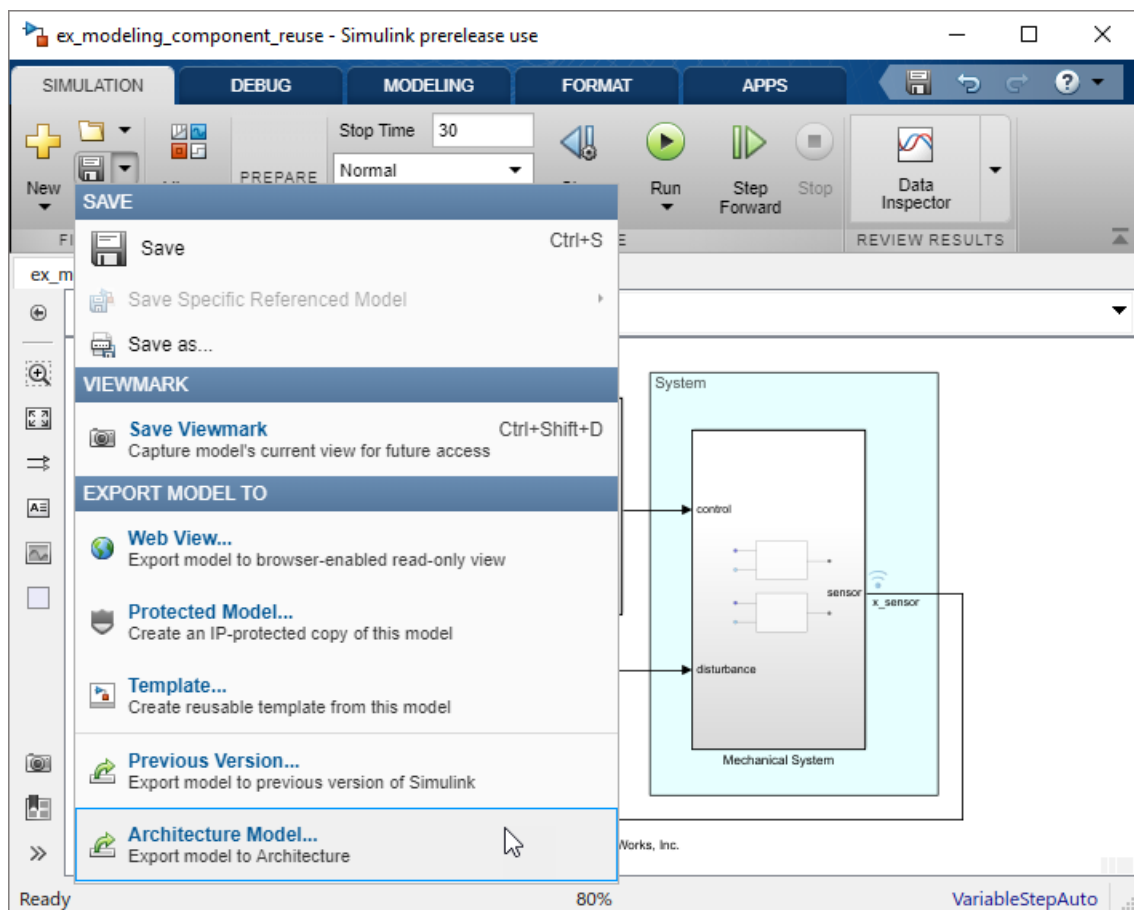 ex_modeling_component_reuse - Simulink prerelease use
SIMULATION
DEBUG
MODELING
FORMAT
APPS
?
New
PREPARE
Stop Time
30
Normal
Run
Step
Forward
Stop
Data
Inspector
REVIEW RESULTS
ex_m
SAVE
Save
Ctrl+S
Save Specific Referenced Model
Save as...
VIEWMARK
Save Viewmark
Ctrl+Shift+D
Capture model's current view for future access
EXPORT MODEL TO
Web View...
Export model to browser-enabled read-only view
Protected Model...
Create an IP-protected copy of this model
Template...
Create reusable template from this model
Previous Version...
Export model to previous version of Simulink
Architecture Model...
Export model to Architecture
System
control
sensor
x_sensor
disturbance
Mechanical System
Works, Inc.
Ready
80%
VariableStepAuto